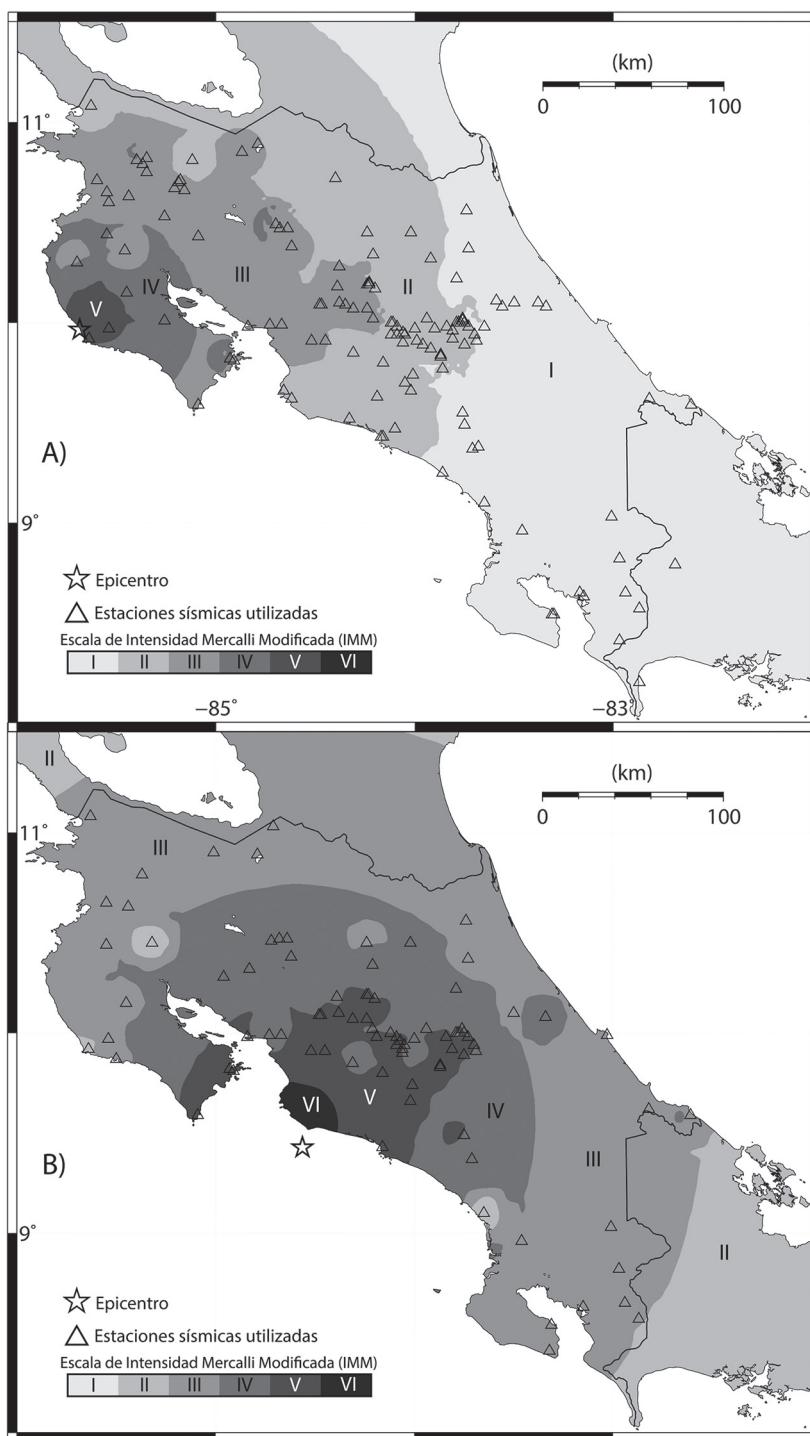 (km)
0 100
11°
III
IV
II
V
I
A)
9°
Epicentro
Estaciones sísmicas utilizadas
Escala de Intensidad Mercalli Modificada (IMM)
I II III IV V VI
−85° −83°
II
(km)
0 100
11°
III
VI V IV
III
B)
9°
II
Epicentro
Estaciones sísmicas utilizadas
Escala de Intensidad Mercalli Modificada (IMM)
I II III IV V VI